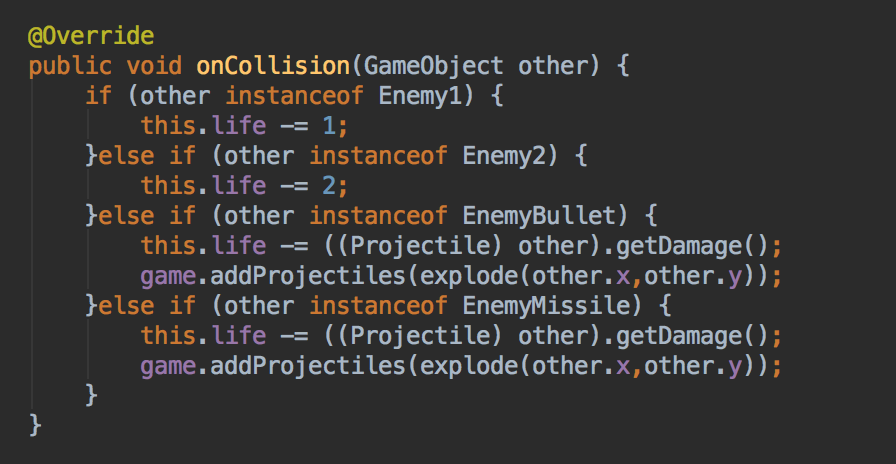 @Override
public void onCollision(GameObject other) {
    if (other instanceof Enemy1) {
        this.life -= 1;
    }else if (other instanceof Enemy2) {
        this.life -= 2;
    }else if (other instanceof EnemyBullet) {
        this.life -= ((Projectile) other).getDamage();
        game.addProjectiles(explode(other.x,other.y));
    }else if (other instanceof EnemyMissile) {
        this.life -= ((Projectile) other).getDamage();
        game.addProjectiles(explode(other.x,other.y));
    }
}